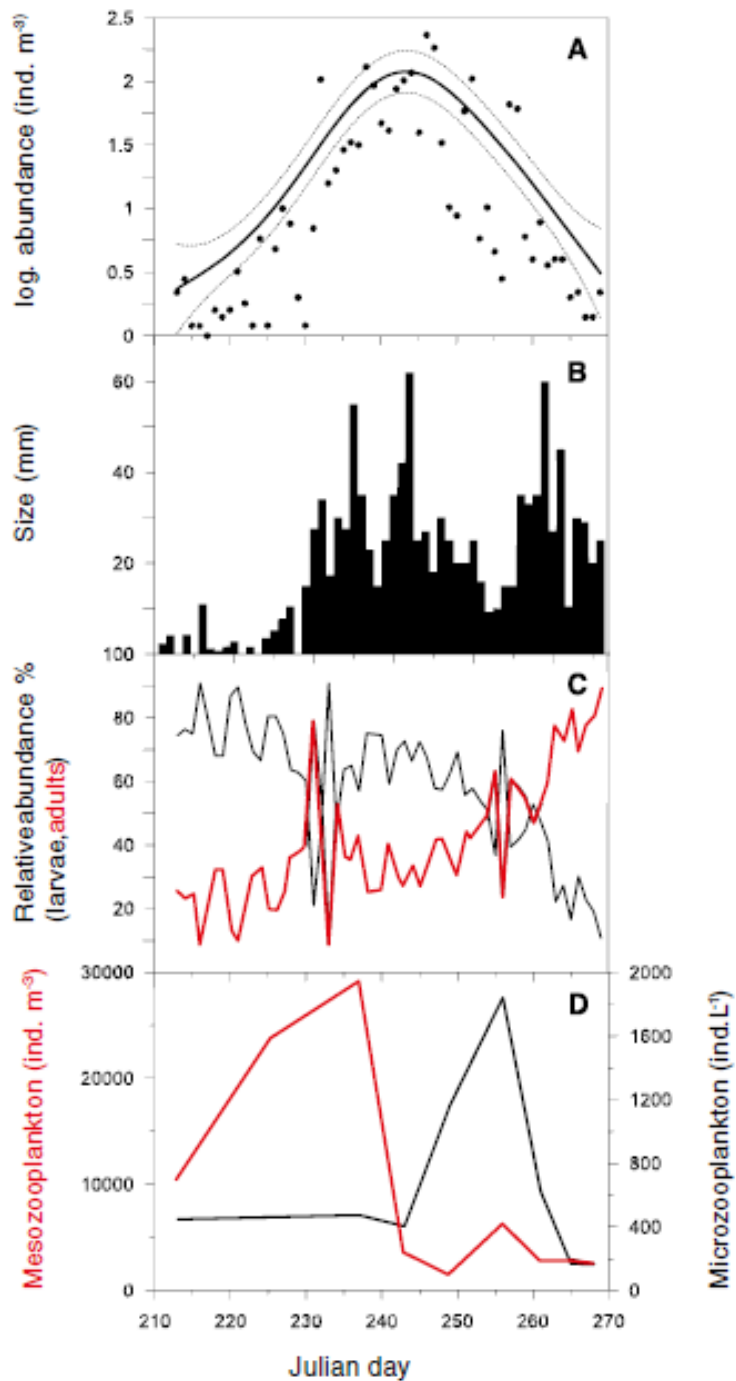 A
log. abundance (ind. m⁻³)
2.5
2
1.5
1
0.5
0
B
Size (mm)
60
40
20
C
Relativeabundance %
(larvae,adults)
100
80
60
40
20
D
Mesozooplankton (ind. m⁻³)
30000
20000
10000
0
2000
1600
1200
800
400
0
Microzooplankton (ind.L⁻¹)
210 220 230 240 250 260 270
Julian day